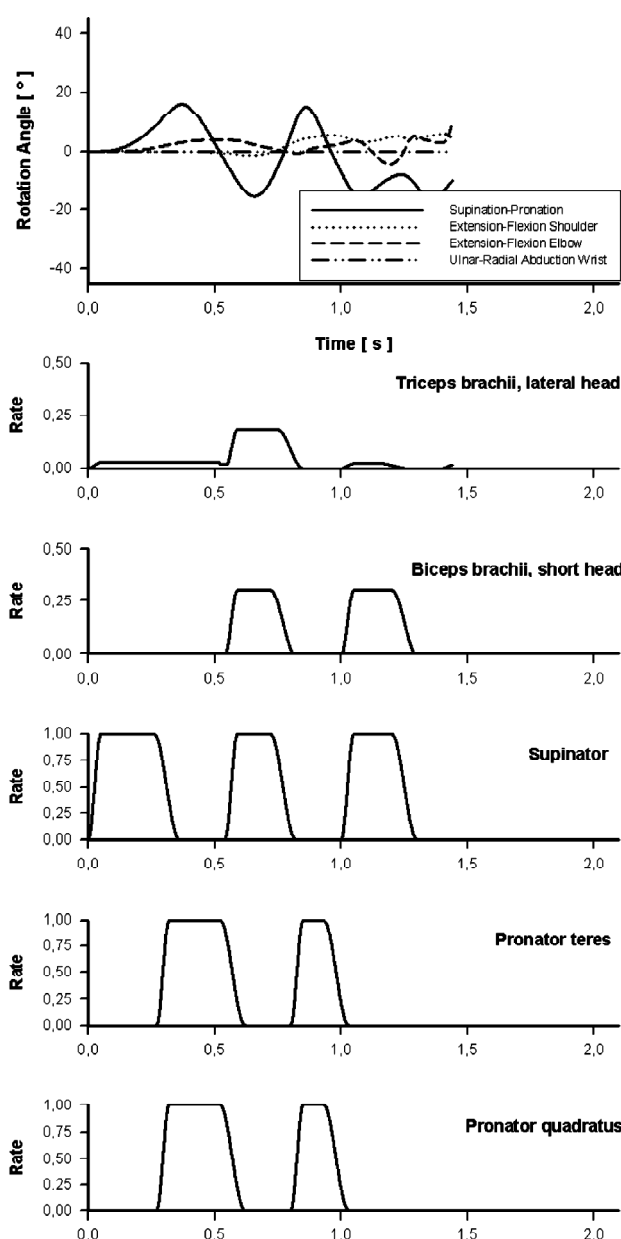 40
20
0
-20
-40
Rotation Angle [ ° ]
Supination-Pronation
Extension-Flexion Shoulder
Extension-Flexion Elbow
Ulnar-Radial Abduction Wrist
0,0 0,5 1,0 1,5 2,0
Time [ s ]
Triceps brachii, lateral head
0,50
0,25
0,00
Rate
0,0 0,5 1,0 1,5 2,0
Biceps brachii, short head
0,50
0,25
0,00
Rate
0,0 0,5 1,0 1,5 2,0
Supinator
1,00
0,75
0,50
0,25
0,00
Rate
0,0 0,5 1,0 1,5 2,0
Pronator teres
1,00
0,75
0,50
0,25
0,00
Rate
0,0 0,5 1,0 1,5 2,0
Pronator quadratus
1,00
0,75
0,50
0,25
0,00
Rate
0,0 0,5 1,0 1,5 2,0